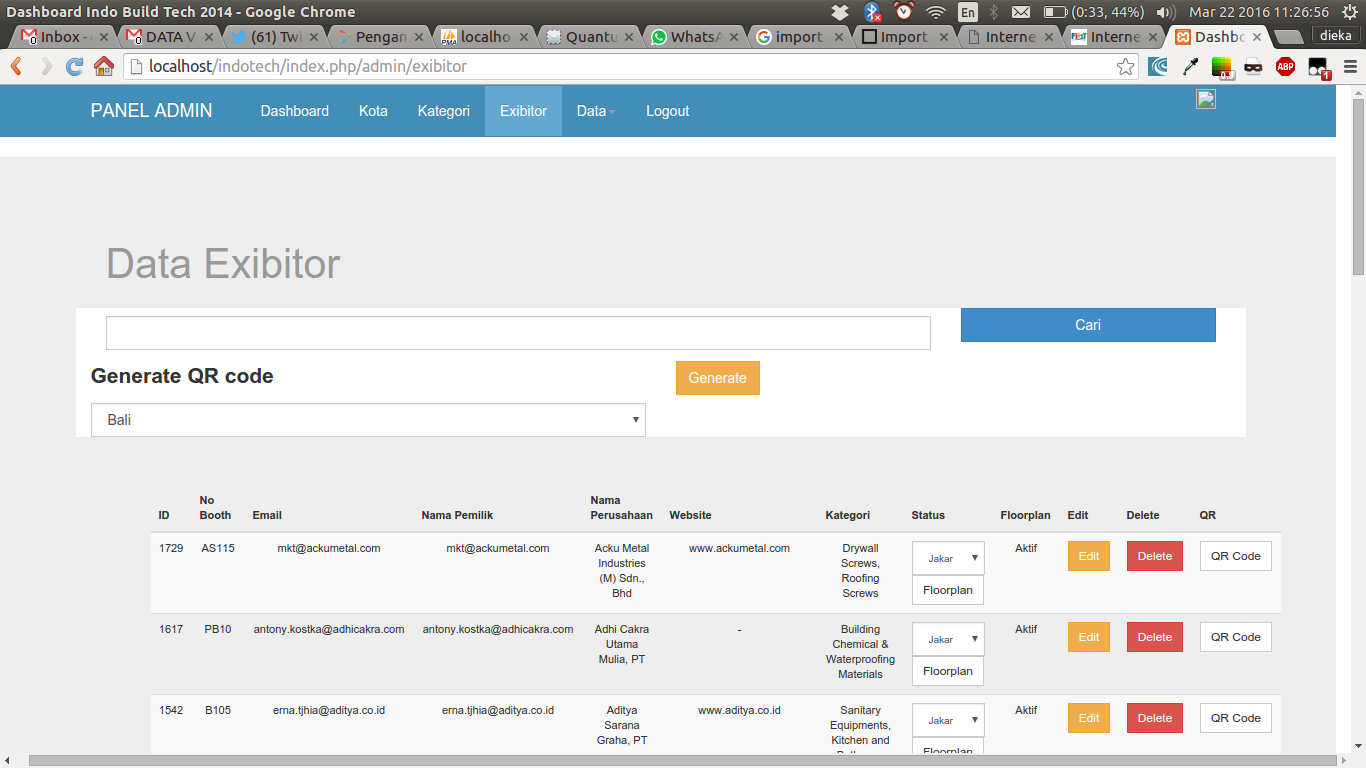 Dashboard Indo Build Tech 2014 - Google Chrome
En
(0:33, 44%)
Mar 22 2016 11:26:56
Inbox -
DATA V
(61) Twi
Pengan
localho
Quantu
WhatsA
import
Import
Interne
Interne
Dashbo
dieka
localhost/indotech/index.php/admin/exibitor
0.3
ABP
1
PANEL ADMIN
Dashboard
Kota
Kategori
Exibitor
Data
Logout
Data Exibitor
Cari
Generate QR code
Generate
Bali
ID
No Booth
Email
Nama Pemilik
Nama Perusahaan
Website
Kategori
Status
Floorplan
Edit
Delete
QR
1729
AS115
mkt@ackumetal.com
mkt@ackumetal.com
Acku Metal
Industries
(M) Sdn.,
Bhd
www.ackumetal.com
Drywall
Screws,
Roofing
Screws
Jakar
Floorplan
Aktif
Edit
Delete
QR Code
1617
PB10
antony.kostka@adhicakra.com
antony.kostka@adhicakra.com
Adhi Cakra
Utama
Mulia, PT
-
Building
Chemical &
Waterproofing
Materials
Jakar
Floorplan
Aktif
Edit
Delete
QR Code
1542
B105
erna.tjhia@aditya.co.id
erna.tjhia@aditya.co.id
Aditya
Sarana
Graha, PT
www.aditya.co.id
Sanitary
Equipments,
Kitchen and
Jakar
Floorplan
Aktif
Edit
Delete
QR Code